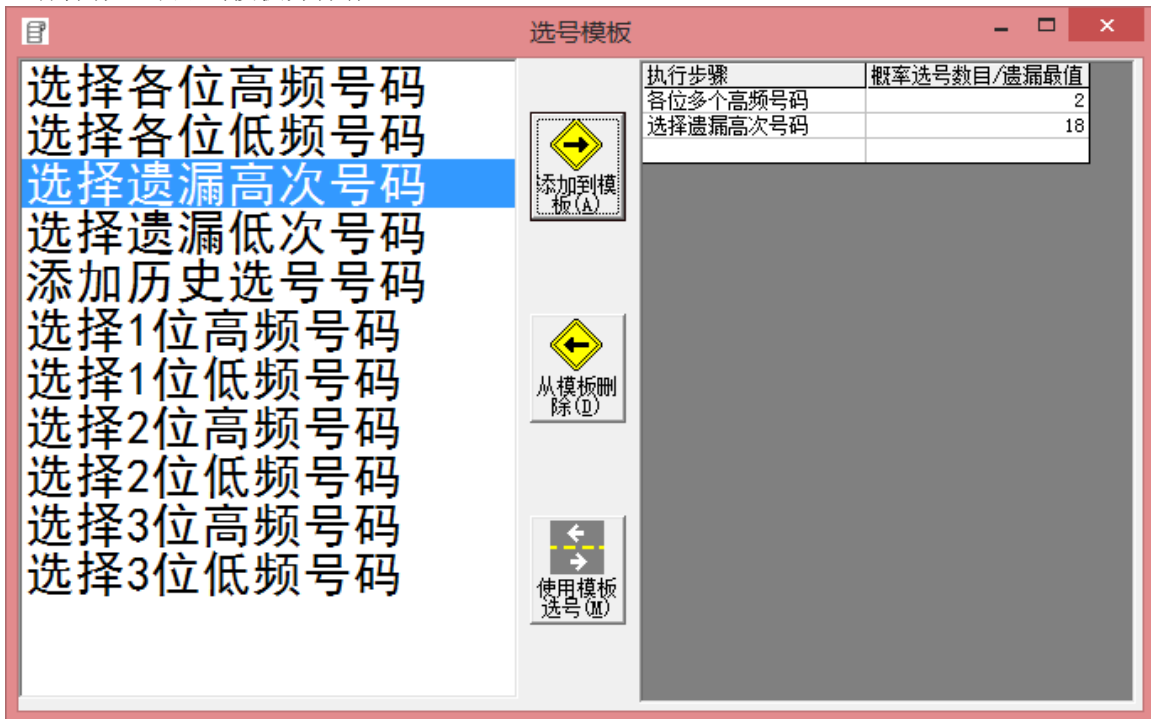 选号模板
选择各位高频号码
选择各位低频号码
选择遗漏高次号码
选择遗漏低次号码
添加历史选号号码
选择1位高频号码
选择1位低频号码
选择2位高频号码
选择2位低频号码
选择3位高频号码
选择3位低频号码
添加到模
板(A)
从模板删
除(D)
使用模板
选号(M)
执行步骤 概率选号数目/遗漏最值
各位多个高频号码 2
选择遗漏高次号码 18